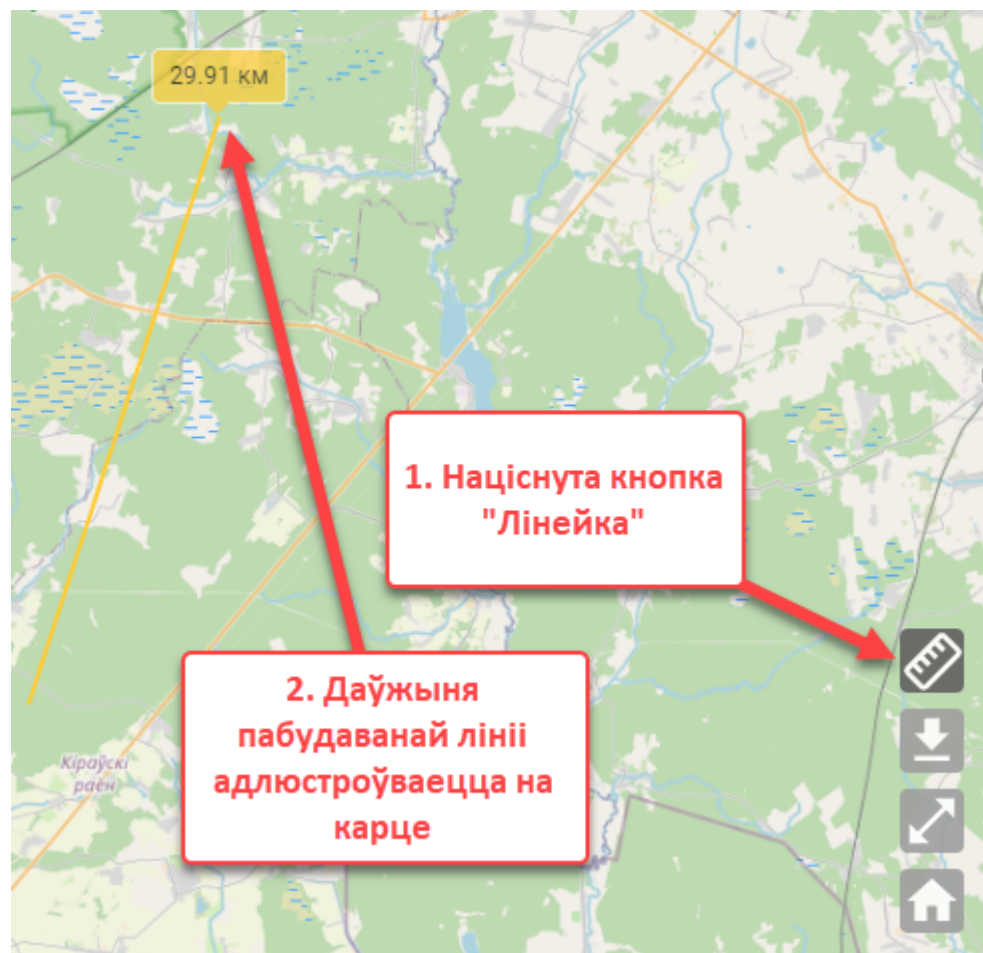 29.91 км
1. Націснута кнопка
"Лінейка"
2. Даўжыня
пабудаванай лініі
адлюстроўваецца на
карце
Кіраўскі
раён